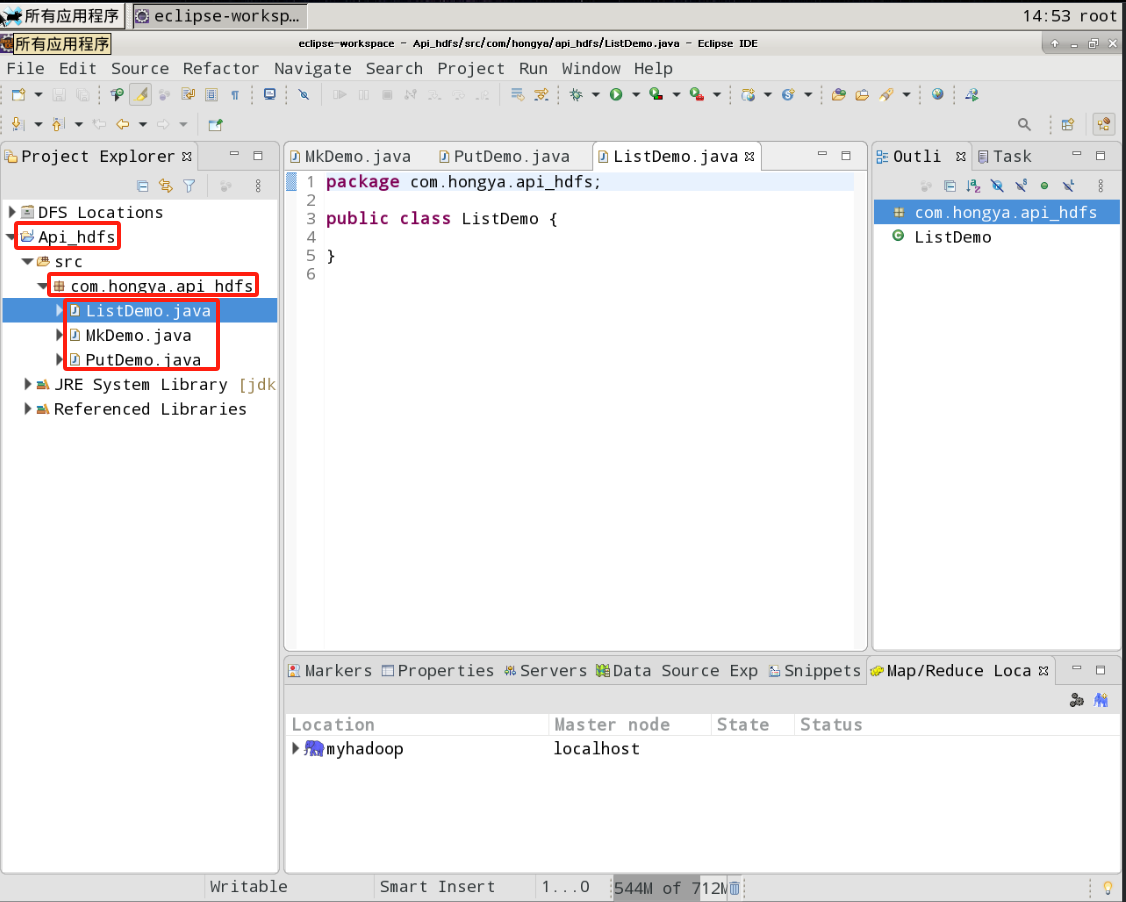 所有应用程序 eclipse-worksp… 14:53 root
所有应用程序 eclipse-workspace - Api_hdfs/src/com/hongya/api_hdfs/ListDemo.java - Eclipse IDE
File Edit Source Refactor Navigate Search Project Run Window Help
Project Explorer
DFS Locations
Api_hdfs
src
com.hongya.api_hdfs
ListDemo.java
MkDemo.java
PutDemo.java
JRE System Library [jdk
Referenced Libraries
MkDemo.java PutDemo.java ListDemo.java
1 package com.hongya.api_hdfs;
2
3 public class ListDemo {
4
5 }
6
Outli Task
com.hongya.api_hdfs
ListDemo
Markers Properties Servers Data Source Exp Snippets Map/Reduce Loca
Location Master node State Status
myhadoop localhost
Writable Smart Insert 1...0 544M of 712M